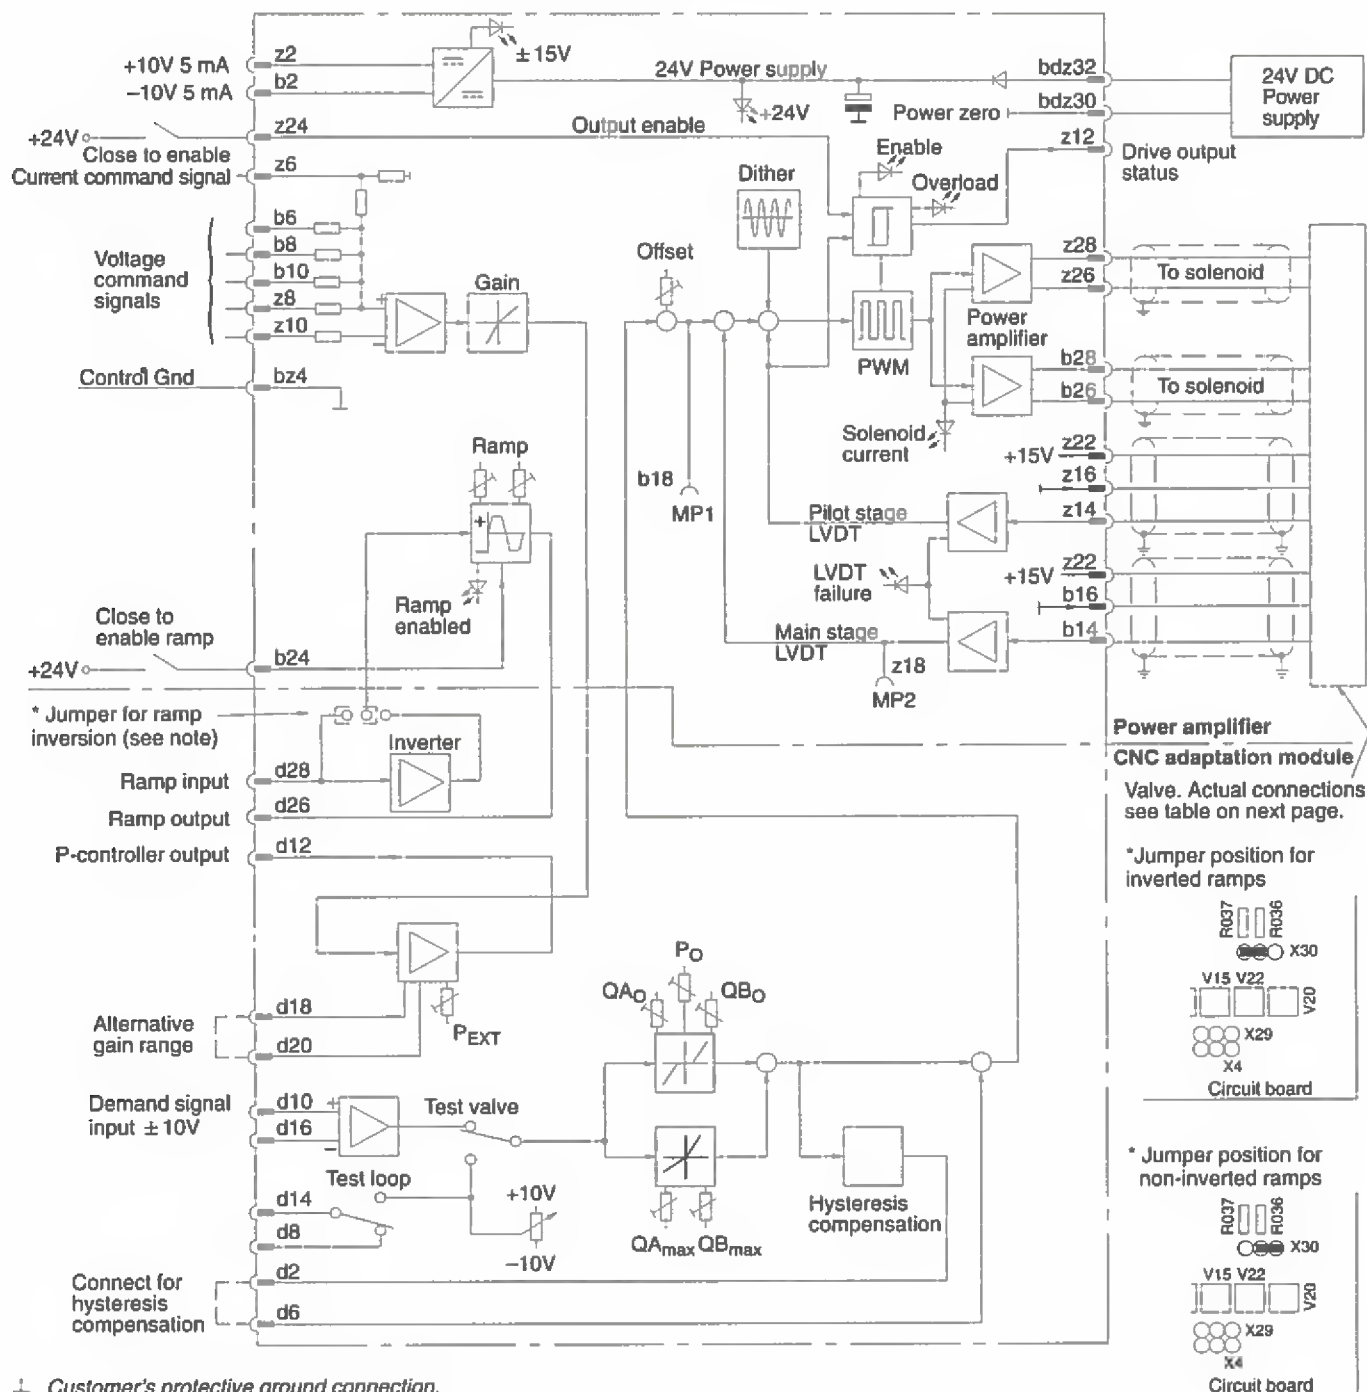 +10V 5 mA
z2
−10V 5 mA
b2
±15V
24V Power supply
+24V
bdz32
Power zero
bdz30
24V DC
Power
supply
+24V
z24
Close to enable
Output enable
z12
Drive output
status
Current command signal
z6
Voltage
command
signals
b6
b8
b10
z8
z10
Gain
Control Gnd
bz4
Offset
Dither
Enable
Overload
PWM
Power
amplifier
z28
z26
To solenoid
b28
b26
To solenoid
Solenoid
current
b18
MP1
Pilot stage
LVDT
LVDT
failure
Main stage
LVDT
z18
MP2
+15V
z22
z16
z14
+15V
z22
b16
b14
Ramp
Ramp
enabled
Close to
enable ramp
+24V
b24
* Jumper for ramp
inversion (see note)
Inverter
Ramp input
d28
Ramp output
d26
P-controller output
d12
Power amplifier
CNC adaptation module
Valve. Actual connections
see table on next page.
Alternative
gain range
d18
d20
PEXT
PO
QAO
QBO
Demand signal
input ±10V
d10
d16
+
−
Test valve
Test loop
d14
d8
+10V
−10V
QAmax QBmax
Hysteresis
compensation
Connect for
hysteresis
compensation
d2
d6
*Jumper position for
inverted ramps
R037
R036
X30
V15 V22
V20
X29
X4
Circuit board
* Jumper position for
non-inverted ramps
R037
R036
X30
V15 V22
V20
X29
X4
Circuit board
Customer's protective ground connection.